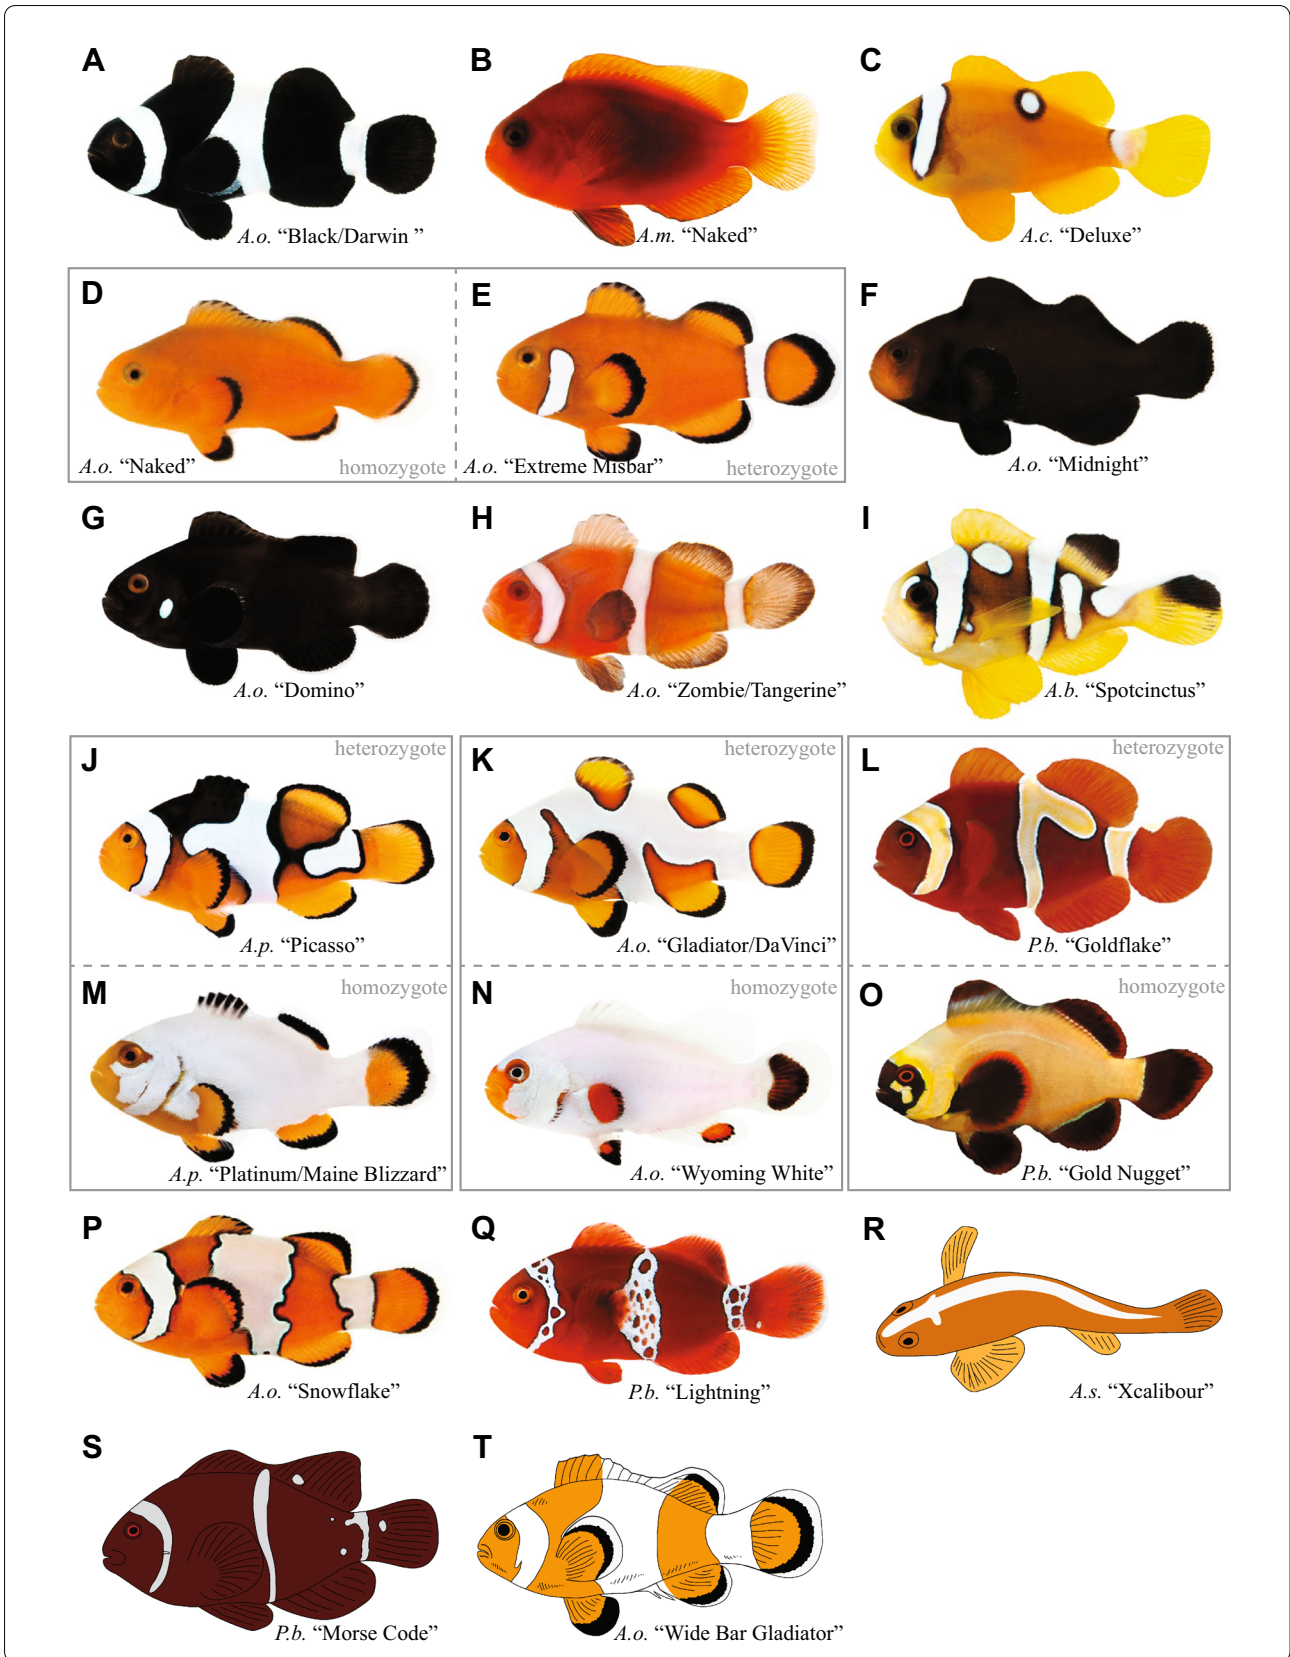 A
B
C
A.o. “Black/Darwin ”
A.m. “Naked”
A.c. “Deluxe”
D
E
F
A.o. “Naked”
homozygote
A.o. “Extreme Misbar”
heterozygote
A.o. “Midnight”
G
H
I
A.o. “Domino”
A.o. “Zombie/Tangerine”
A.b. “Spotcinctus”
heterozygote
heterozygote
heterozygote
J
K
L
A.p. “Picasso”
A.o. “Gladiator/DaVinci”
P.b. “Goldflake”
homozygote
homozygote
homozygote
M
N
O
A.p. “Platinum/Maine Blizzard”
A.o. “Wyoming White”
P.b. “Gold Nugget”
P
Q
R
A.o. “Snowflake”
P.b. “Lightning”
A.s. “Xcalibour”
S
T
P.b. “Morse Code”
A.o. “Wide Bar Gladiator”